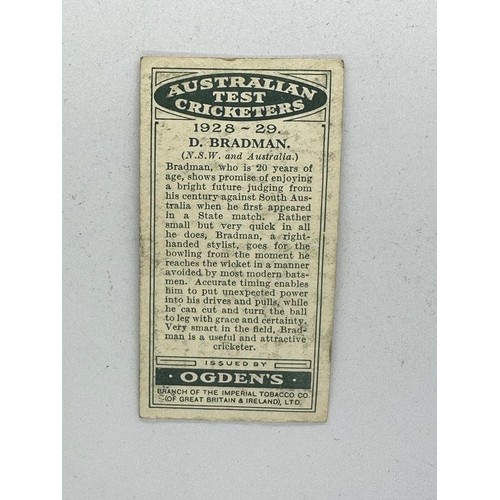 AUSTRALIAN
TEST
CRICKETERS
1928-29.
D. BRADMAN.
(N.S.W. and Australia.)
Bradman, who is 20 years of
age, shows promise of enjoying
a bright future judging from
his century against South Aus-
tralia when he first appeared
in a State match. Rather
small but very quick in all
he does, Bradman, a right-
handed stylist, goes for the
bowling from the moment he
reaches the wicket in a manner
avoided by most modern bats-
men. Accurate timing enables
him to put unexpected power
into his drives and pulls, while
he can cut and turn the ball
to leg with grace and certainty.
Very smart in the field, Brad-
man is a useful and attractive
cricketer.
ISSUED BY
·OGDEN'S·
BRANCH OF THE IMPERIAL TOBACCO CO.
(OF GREAT BRITAIN & IRELAND), LTD.